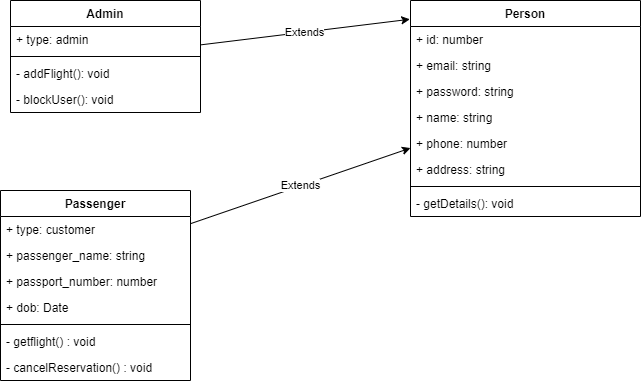 Admin
+ type: admin
- addFlight(): void
- blockUser(): void
Extends
Person
+ id: number
+ email: string
+ password: string
+ name: string
+ phone: number
+ address: string
- getDetails(): void
Extends
Passenger
+ type: customer
+ passenger_name: string
+ passport_number: number
+ dob: Date
- getflight() : void
- cancelReservation() : void